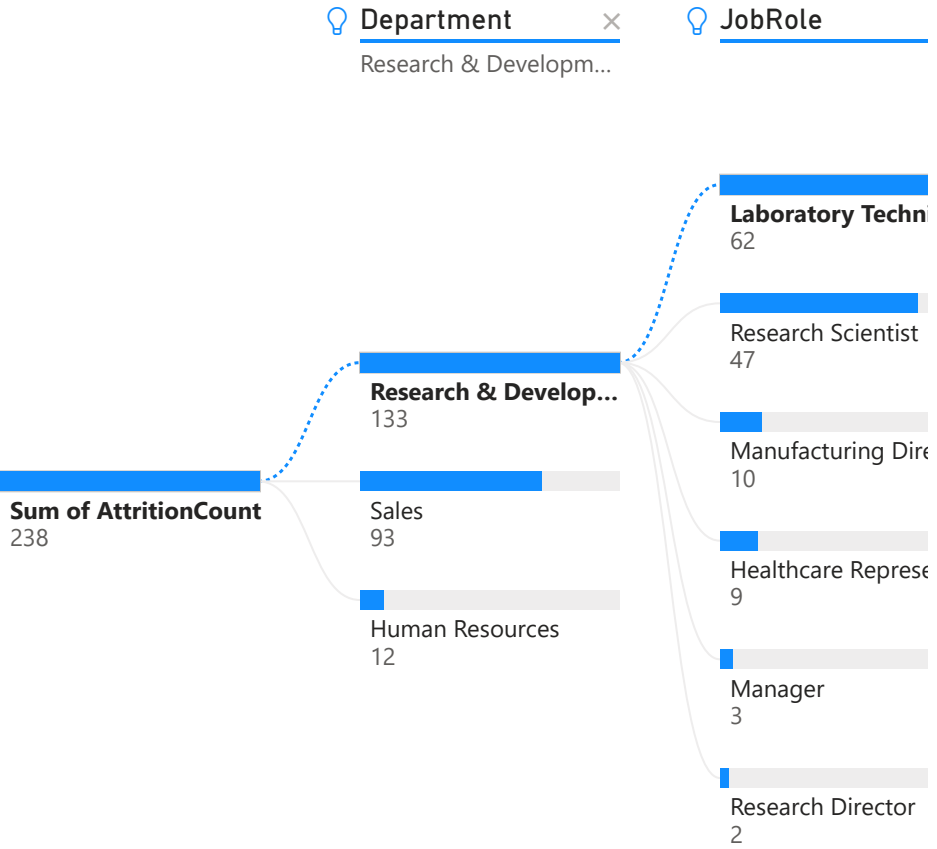 Department
JobRole
Research & Developm...
Laboratory Techni
62
Research Scientist
47
Research & Develop...
133
Manufacturing Dire
10
Sum of AttritionCount
238
Sales
93
Healthcare Represe
9
Human Resources
12
Manager
3
Research Director
2